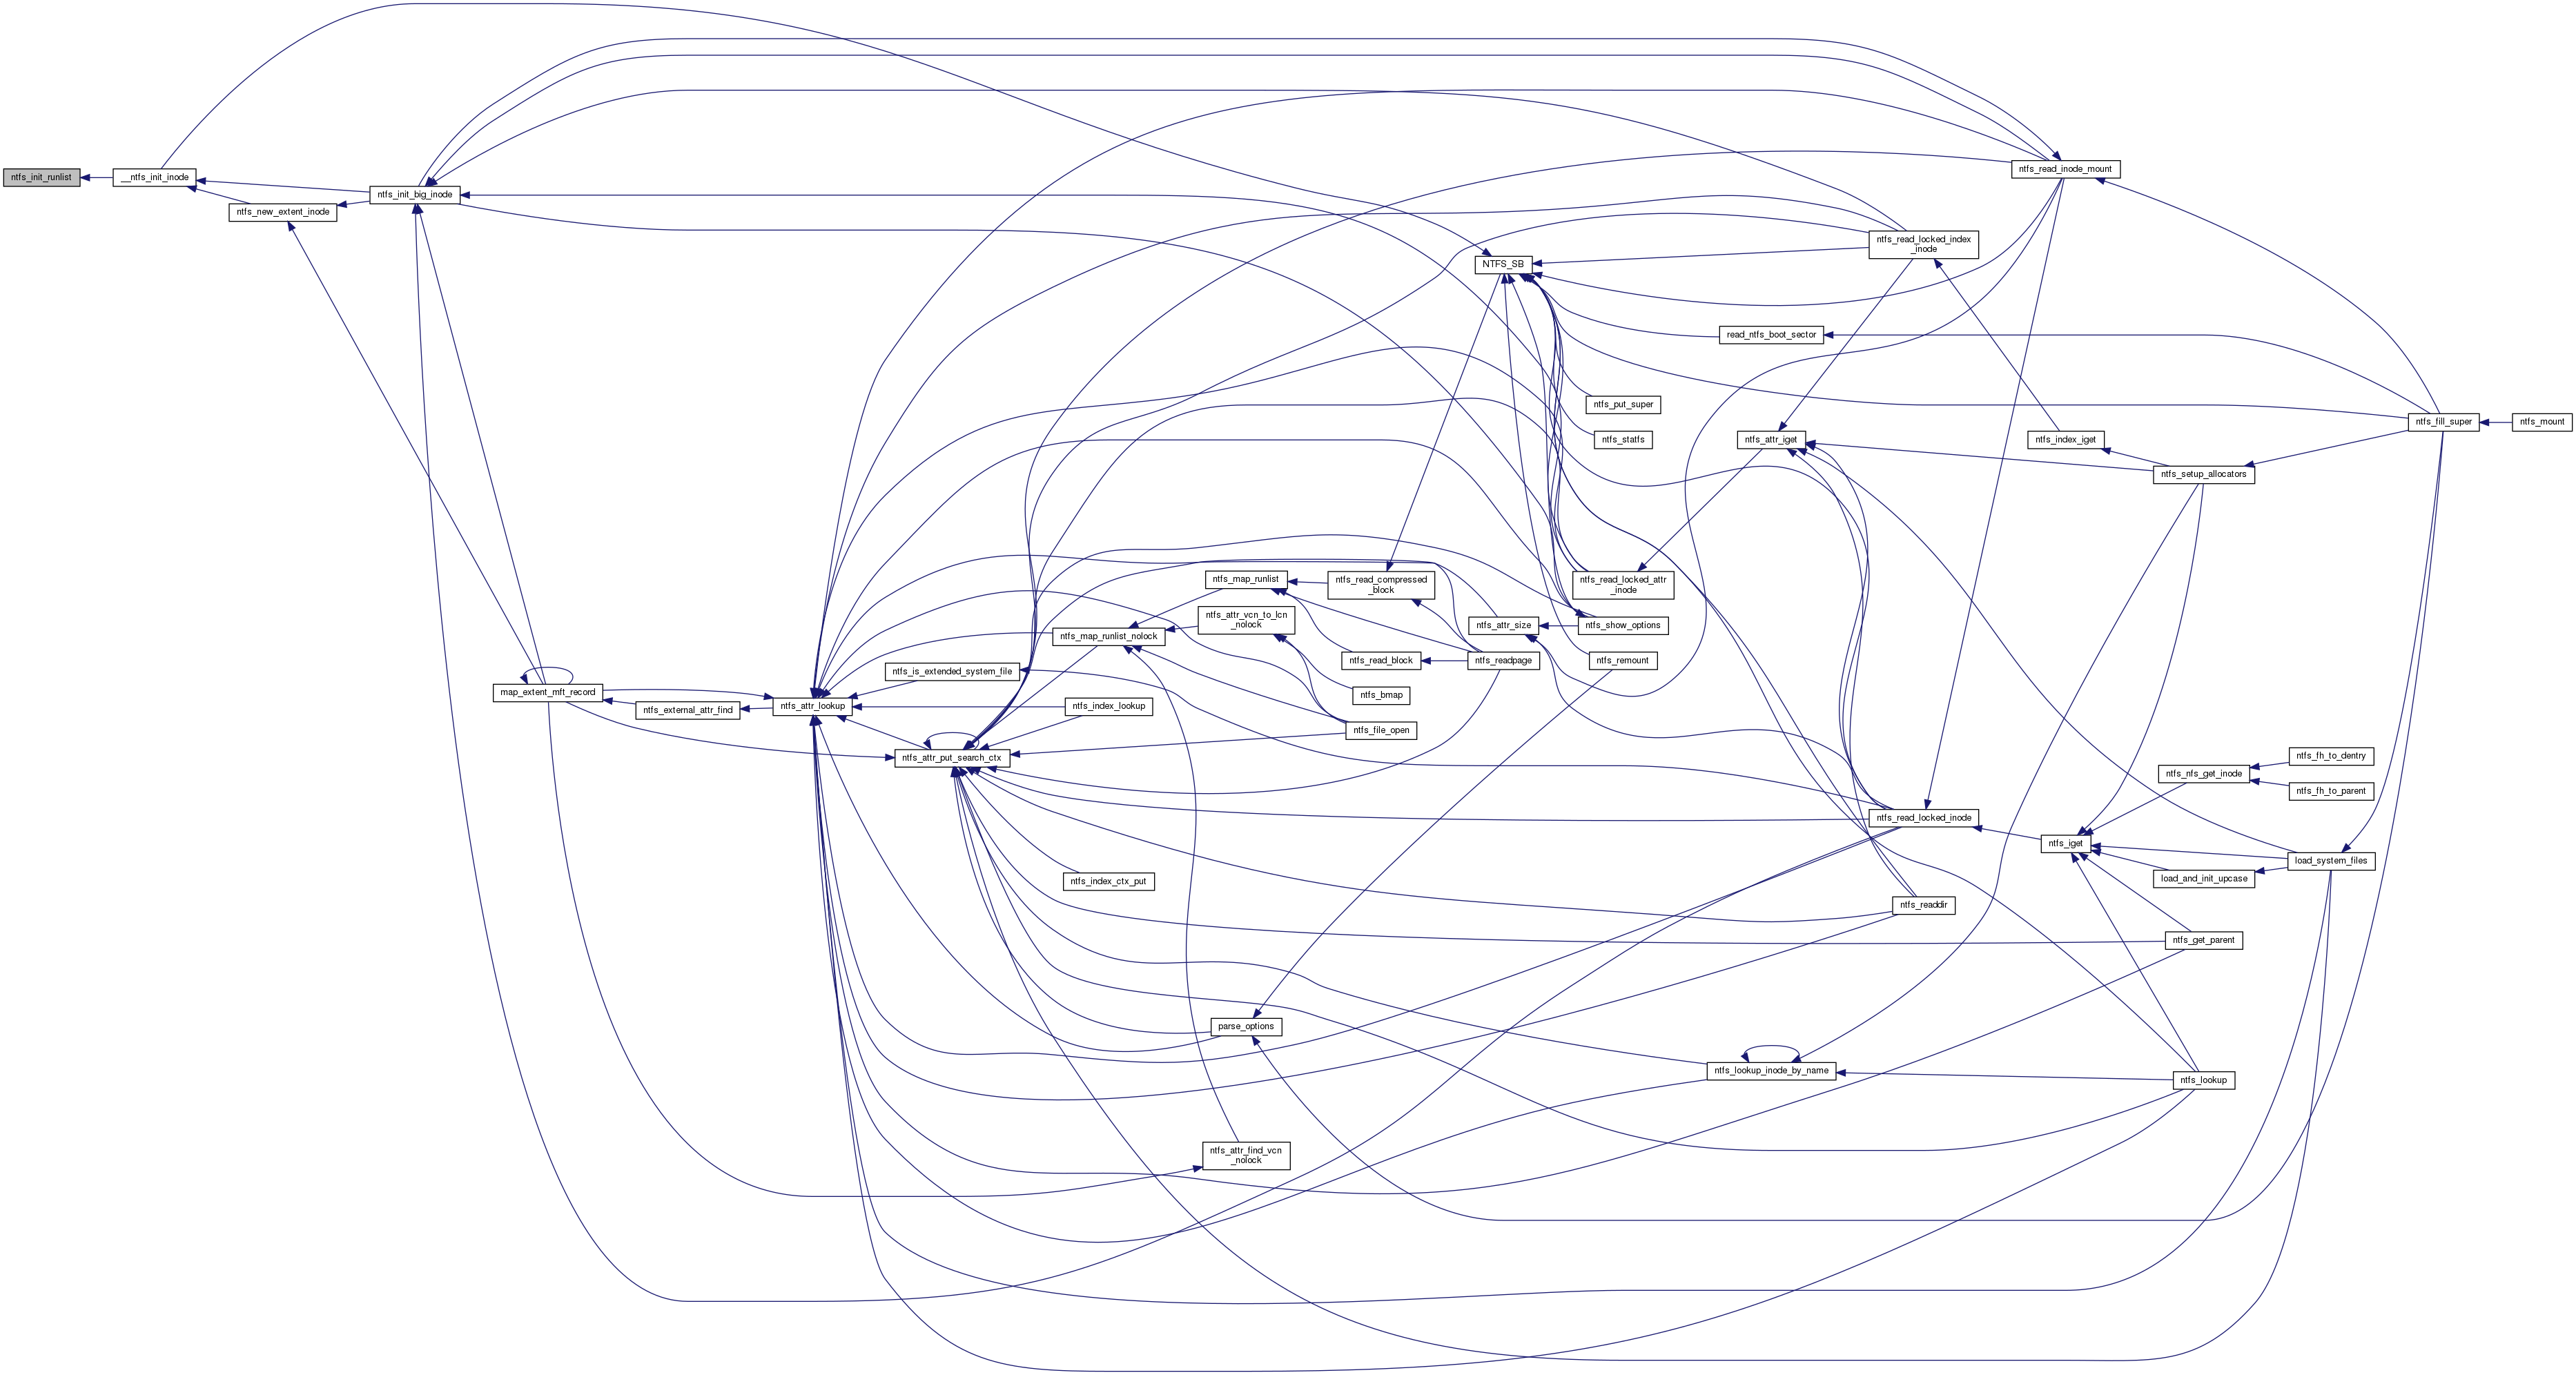 ntfs_init_runlist
__ntfs_init_inode
ntfs_new_extent_inode
ntfs_init_big_inode
map_extent_mft_record
ntfs_external_attr_find
ntfs_attr_lookup
ntfs_is_extended_system_file
ntfs_attr_put_search_ctx
ntfs_map_runlist_nolock
ntfs_index_lookup
ntfs_index_ctx_put
ntfs_map_runlist
ntfs_attr_vcn_to_lcn
_nolock
parse_options
ntfs_attr_find_vcn
_nolock
ntfs_read_compressed
_block
ntfs_read_block
ntfs_bmap
ntfs_file_open
NTFS_SB
ntfs_attr_size
ntfs_readpage
ntfs_put_super
ntfs_statfs
ntfs_read_locked_attr
_inode
ntfs_show_options
ntfs_remount
read_ntfs_boot_sector
ntfs_attr_iget
ntfs_lookup_inode_by_name
ntfs_read_locked_index
_inode
ntfs_read_locked_inode
ntfs_readdir
ntfs_read_inode_mount
ntfs_index_iget
ntfs_iget
ntfs_setup_allocators
ntfs_nfs_get_inode
load_and_init_upcase
ntfs_get_parent
ntfs_lookup
ntfs_fh_to_dentry
ntfs_fh_to_parent
load_system_files
ntfs_fill_super
ntfs_mount